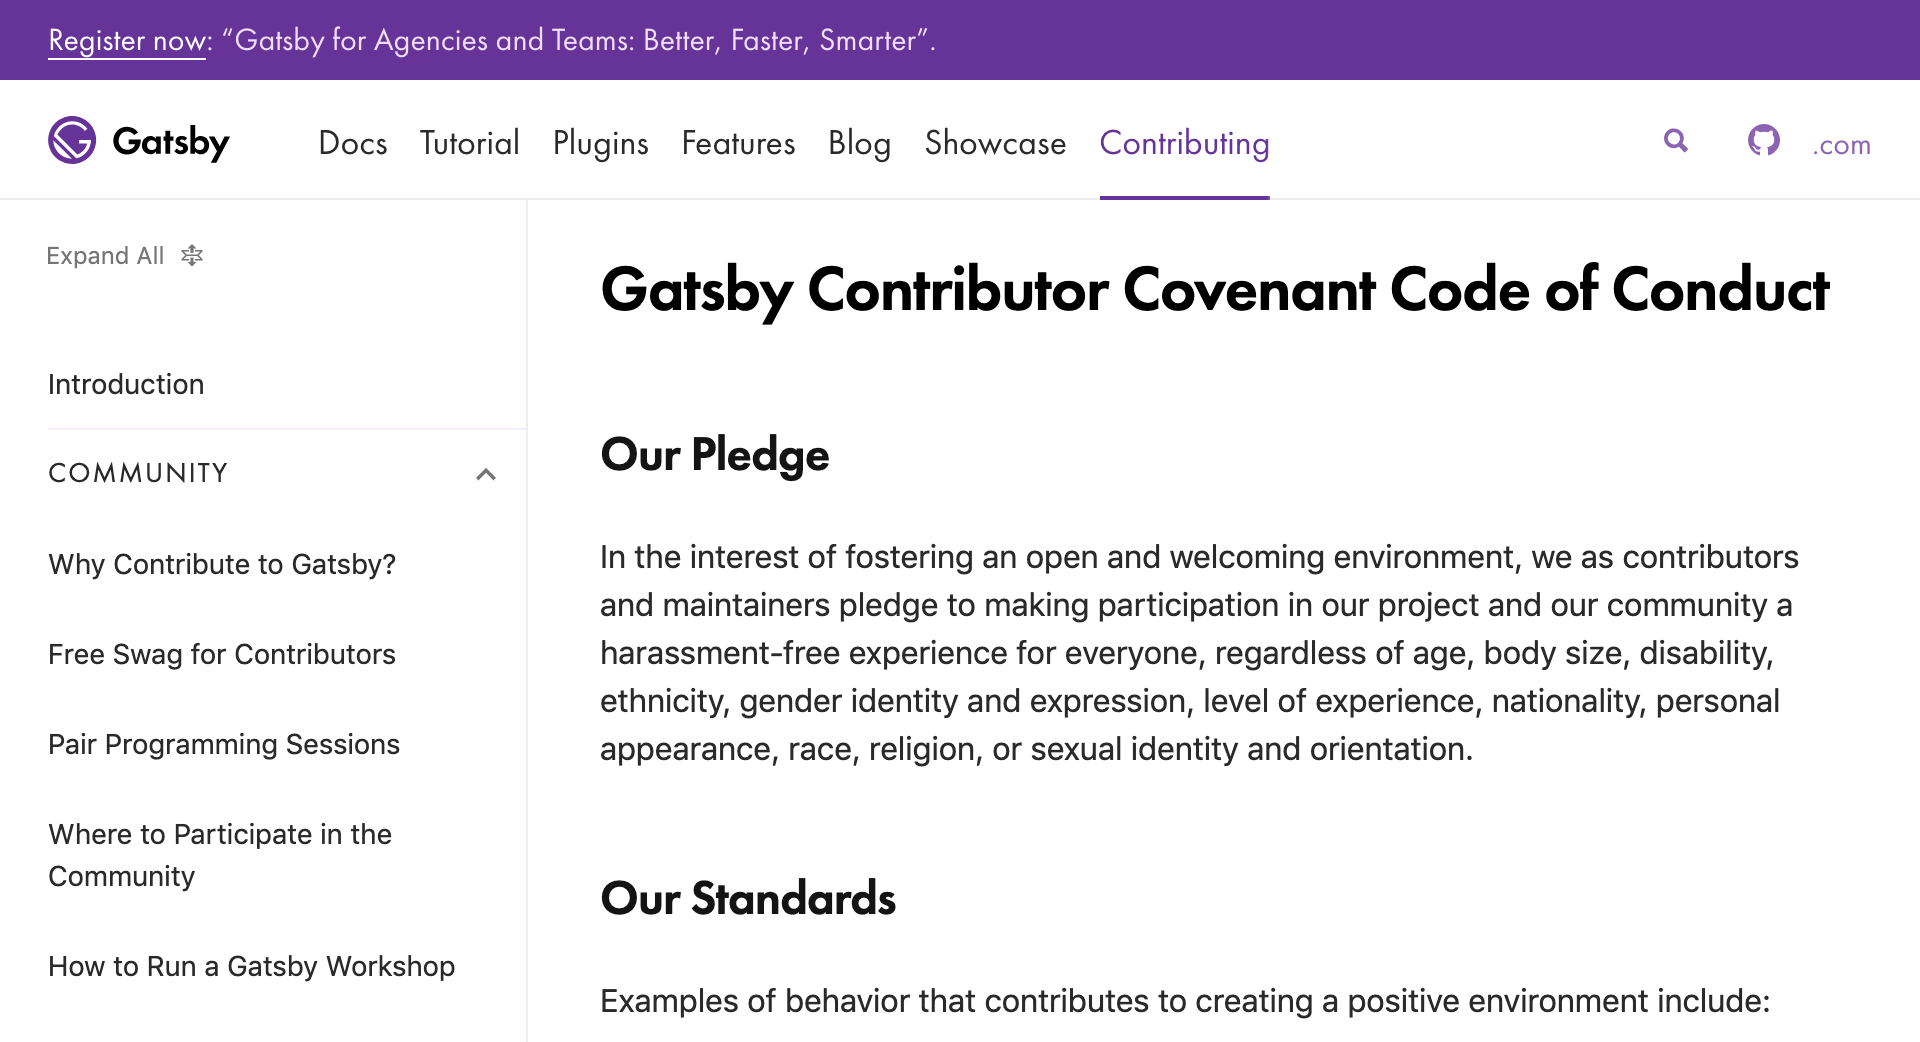 Register now: “Gatsby for Agencies and Teams: Better, Faster, Smarter”.
Gatsby
Docs Tutorial Plugins Features Blog Showcase Contributing .com
Expand All
Introduction
COMMUNITY
Why Contribute to Gatsby?
Free Swag for Contributors
Pair Programming Sessions
Where to Participate in the
Community
How to Run a Gatsby Workshop
Gatsby Contributor Covenant Code of Conduct
Our Pledge
In the interest of fostering an open and welcoming environment, we as contributors
and maintainers pledge to making participation in our project and our community a
harassment-free experience for everyone, regardless of age, body size, disability,
ethnicity, gender identity and expression, level of experience, nationality, personal
appearance, race, religion, or sexual identity and orientation.
Our Standards
Examples of behavior that contributes to creating a positive environment include: